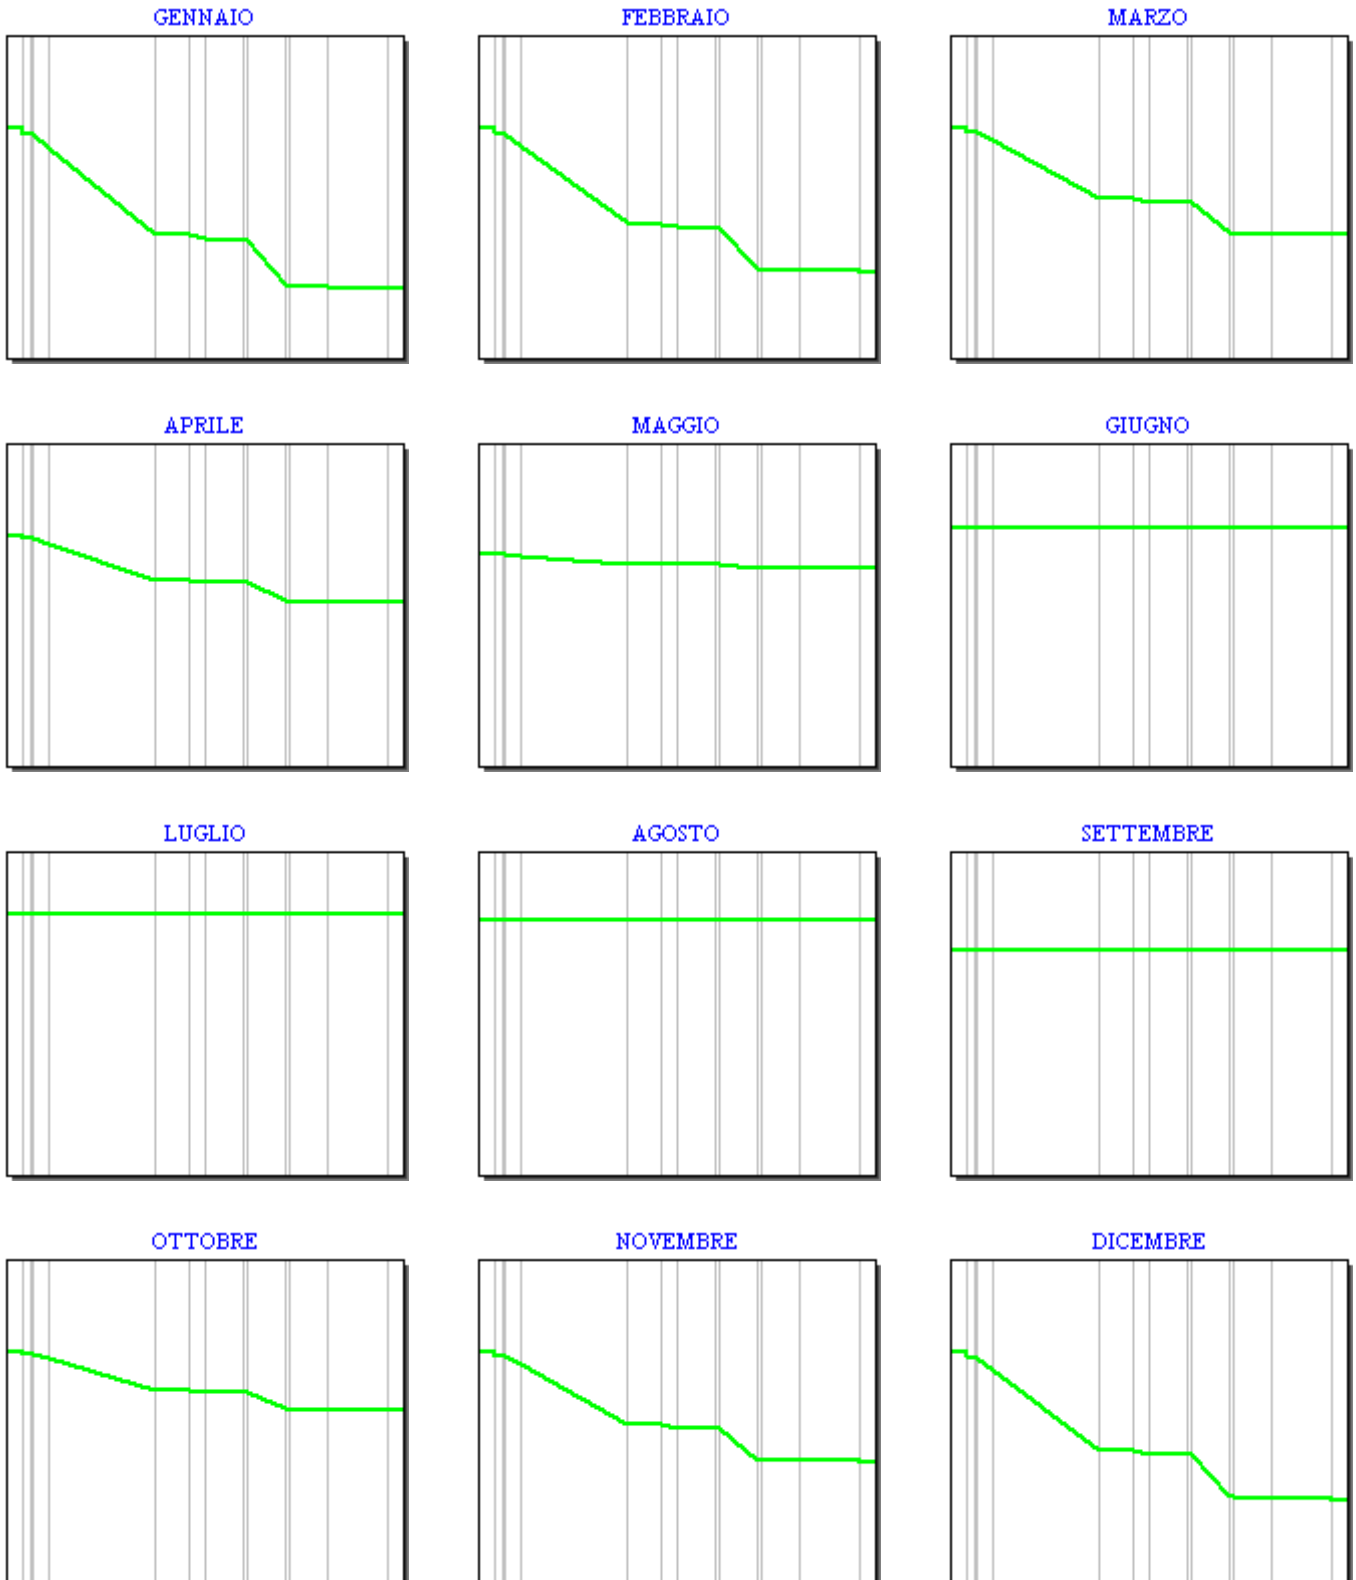 GENNAIO
FEBBRAIO
MARZO
APRILE
MAGGIO
GIUGNO
LUGLIO
AGOSTO
SETTEMBRE
OTTOBRE
NOVEMBRE
DICEMBRE